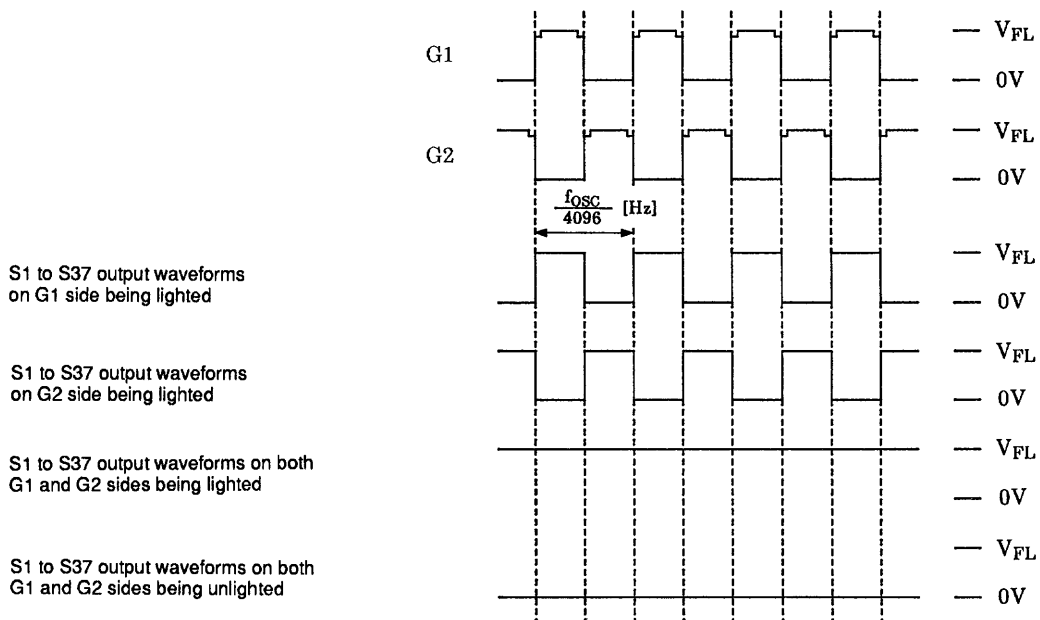 G1
V_FL
0V
G2
V_FL
0V
f_OSC/4096 [Hz]
S1 to S37 output waveforms
on G1 side being lighted
V_FL
0V
S1 to S37 output waveforms
on G2 side being lighted
V_FL
0V
S1 to S37 output waveforms on both
G1 and G2 sides being lighted
V_FL
0V
S1 to S37 output waveforms on both
G1 and G2 sides being unlighted
V_FL
0V